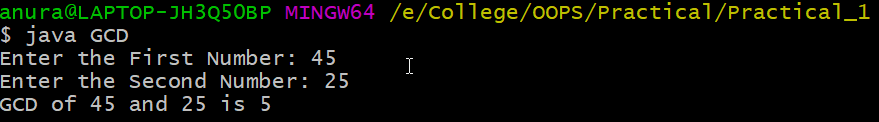 anura@LAPTOP-JH3Q50BP MINGW64 /e/College/OOPS/Practical/Practical_1
$ java GCD
Enter the First Number: 45
Enter the Second Number: 25
GCD of 45 and 25 is 5